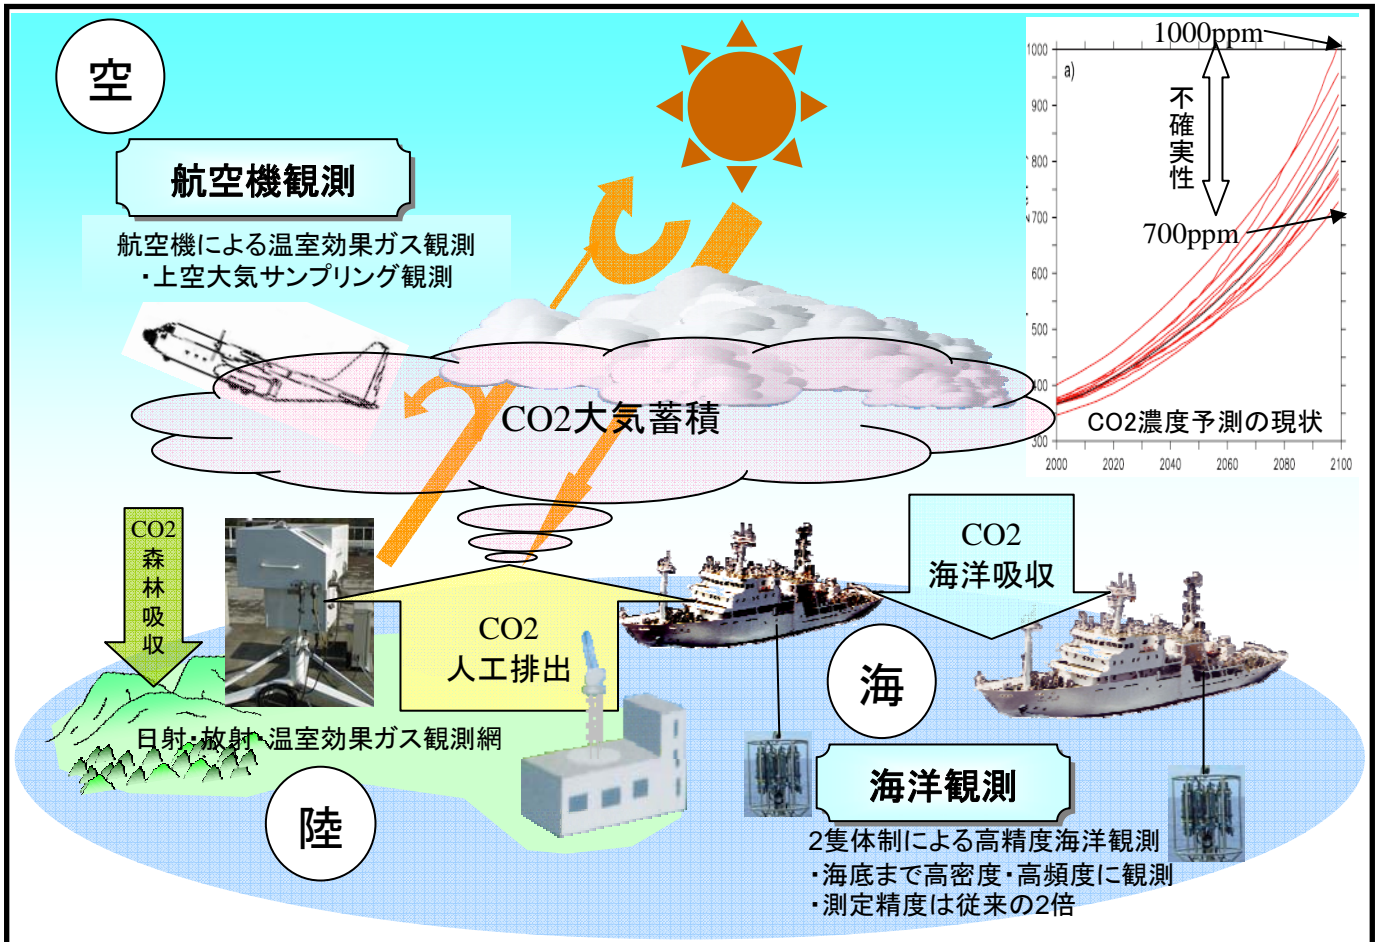 空
航空機観測
航空機による温室効果ガス観測
・上空大気サンプリング観測
1000ppm
a)
不確実性
700ppm
1000
900
800
700
600
500
400
300
2000
2020
2040
2060
2080
2100
CO2濃度予測の現状
CO2大気蓄積
CO2
森林吸収
CO2
人工排出
CO2
海洋吸収
日射・放射・温室効果ガス観測網
陸
海
海洋観測
2隻体制による高精度海洋観測
・海底まで高密度・高頻度に観測
・測定精度は従来の2倍